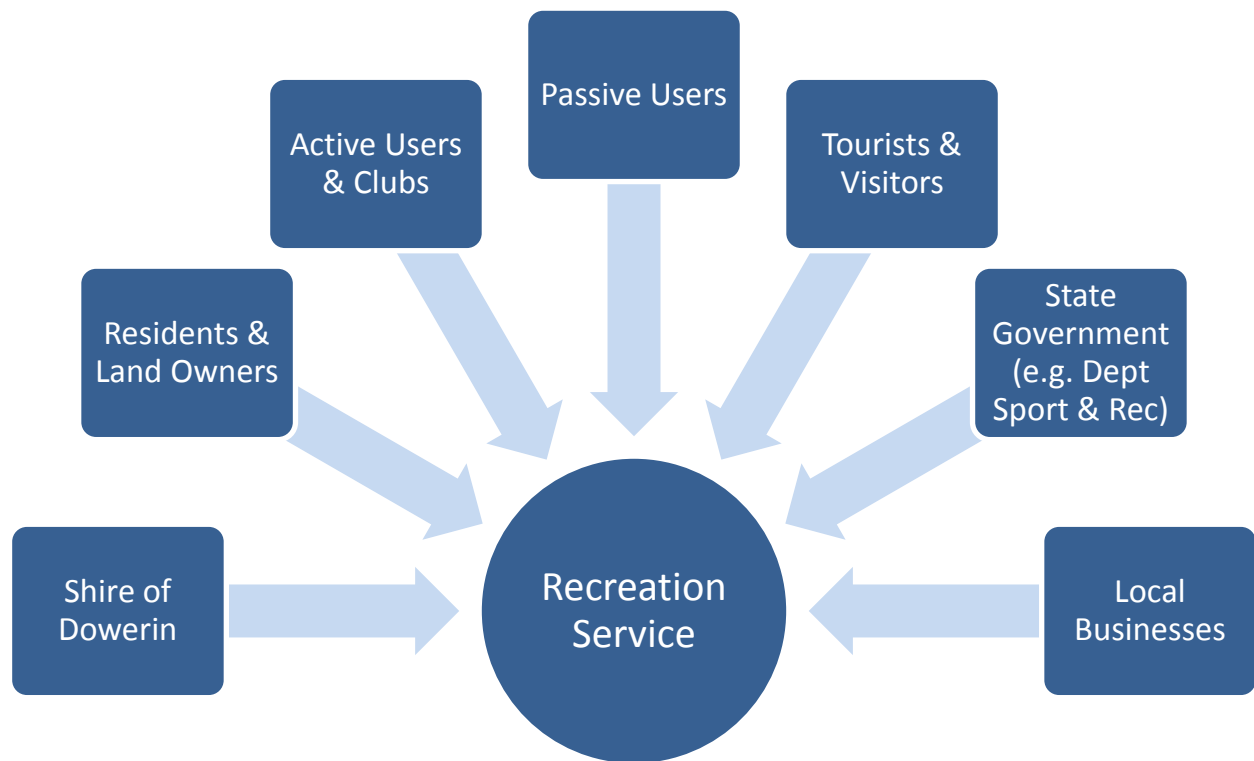 Passive Users
Active Users
& Clubs
Tourists &
Visitors
Residents &
Land Owners
State
Government
(e.g. Dept
Sport & Rec)
Shire of
Dowerin
Recreation
Service
Local
Businesses